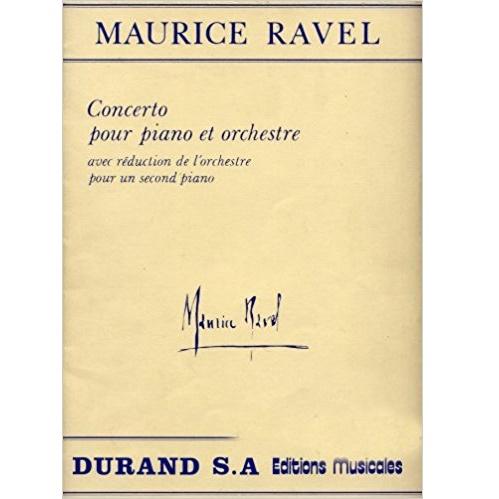 MAURICE RAVEL
Concerto
pour piano et orchestre
avec réduction de l'orchestre
pour un second piano
Maurice Ravel
DURAND S.A Editions Musicales